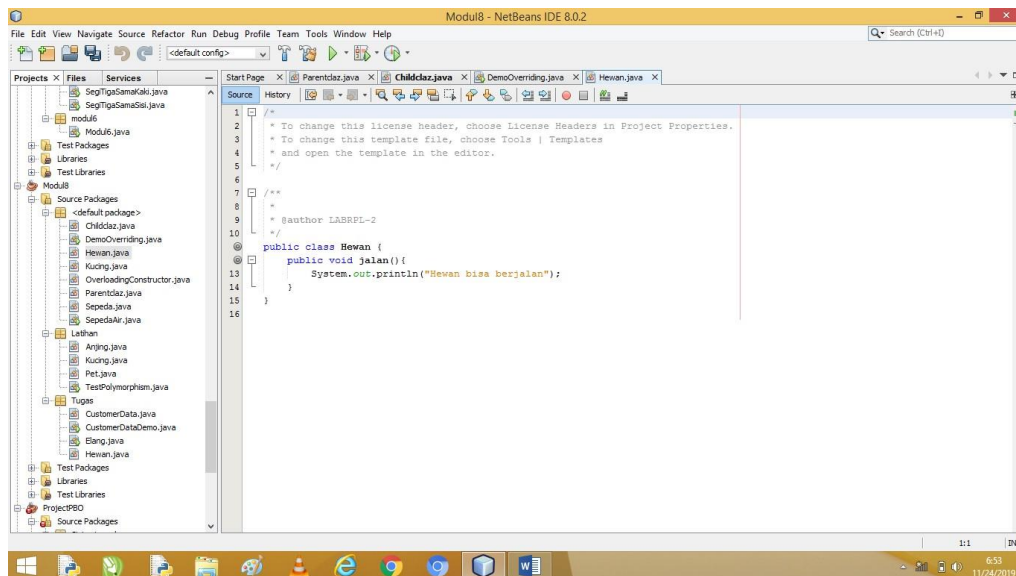 Modul8 - NetBeans IDE 8.0.2
File Edit View Navigate Source Refactor Run Debug Profile Team Tools Window Help
Search (Ctrl+I)
<default config>
Projects Files Services
Start Page Parentclaz.java Childclaz.java DemoOverriding.java Hewan.java
Source History
SegiTigaSamaKaki.java
SegiTigaSamaSisi.java
modul6
Modul6.java
Test Packages
Libraries
Test Libraries
Modul8
Source Packages
<default package>
Childclaz.java
DemoOverriding.java
Hewan.java
Kucing.java
OverloadingConstructor.java
Parentclaz.java
Sepeda.java
SepedaAir.java
Latihan
Anjing.java
Kucing.java
Pet.java
TestPolymorphism.java
Tugas
CustomerData.java
CustomerDataDemo.java
Elang.java
Hewan.java
Test Packages
Libraries
Test Libraries
ProjectPBO
Source Packages
1 /*
2 * To change this license header, choose License Headers in Project Properties.
3 * To change this template file, choose Tools | Templates
4 * and open the template in the editor.
5 */
6
7 /**
8 *
9 * @author LABRPL-2
10 */
public class Hewan {
public void jalan(){
13 System.out.println("Hewan bisa berjalan");
14 }
15 }
16
1:1 IN
6:53
11/24/2019